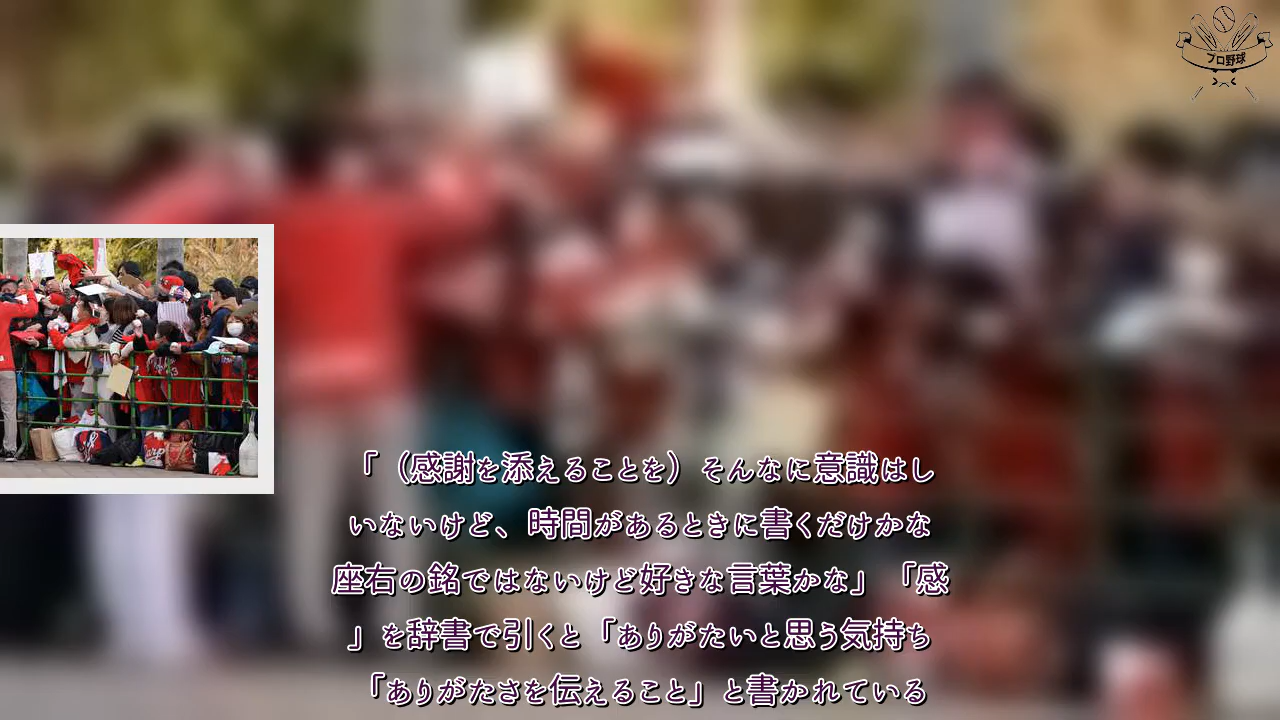 プロ野球
「（感謝を添えることを）そんなに意識はし
いないけど、時間があるときに書くだけかな
座右の銘ではないけど好きな言葉かな」「感
」を辞書で引くと「ありがたいと思う気持ち
「ありがたさを伝えること」と書かれている